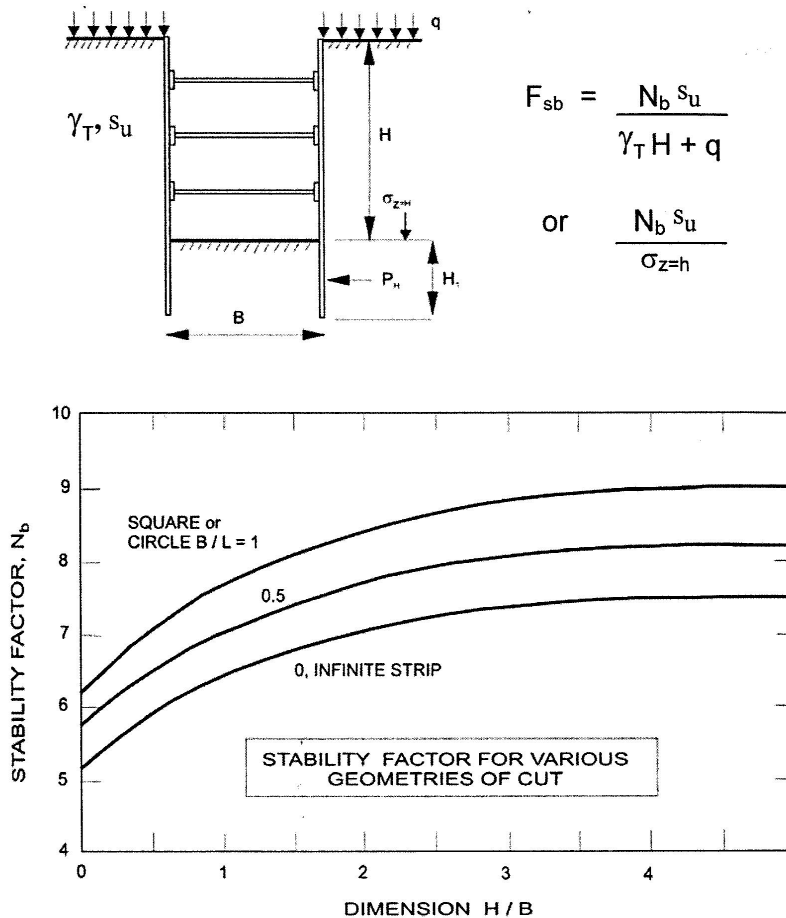 q
γT, su
H
σz=H
PH
H1
B
Fsb = Nb su / γT H + q
or Nb su / σz=h
10
9
8
7
6
5
4
STABILITY FACTOR, Nb
SQUARE or
CIRCLE B / L = 1
0.5
0, INFINITE STRIP
STABILITY FACTOR FOR VARIOUS
GEOMETRIES OF CUT
0
1
2
3
4
DIMENSION H / B